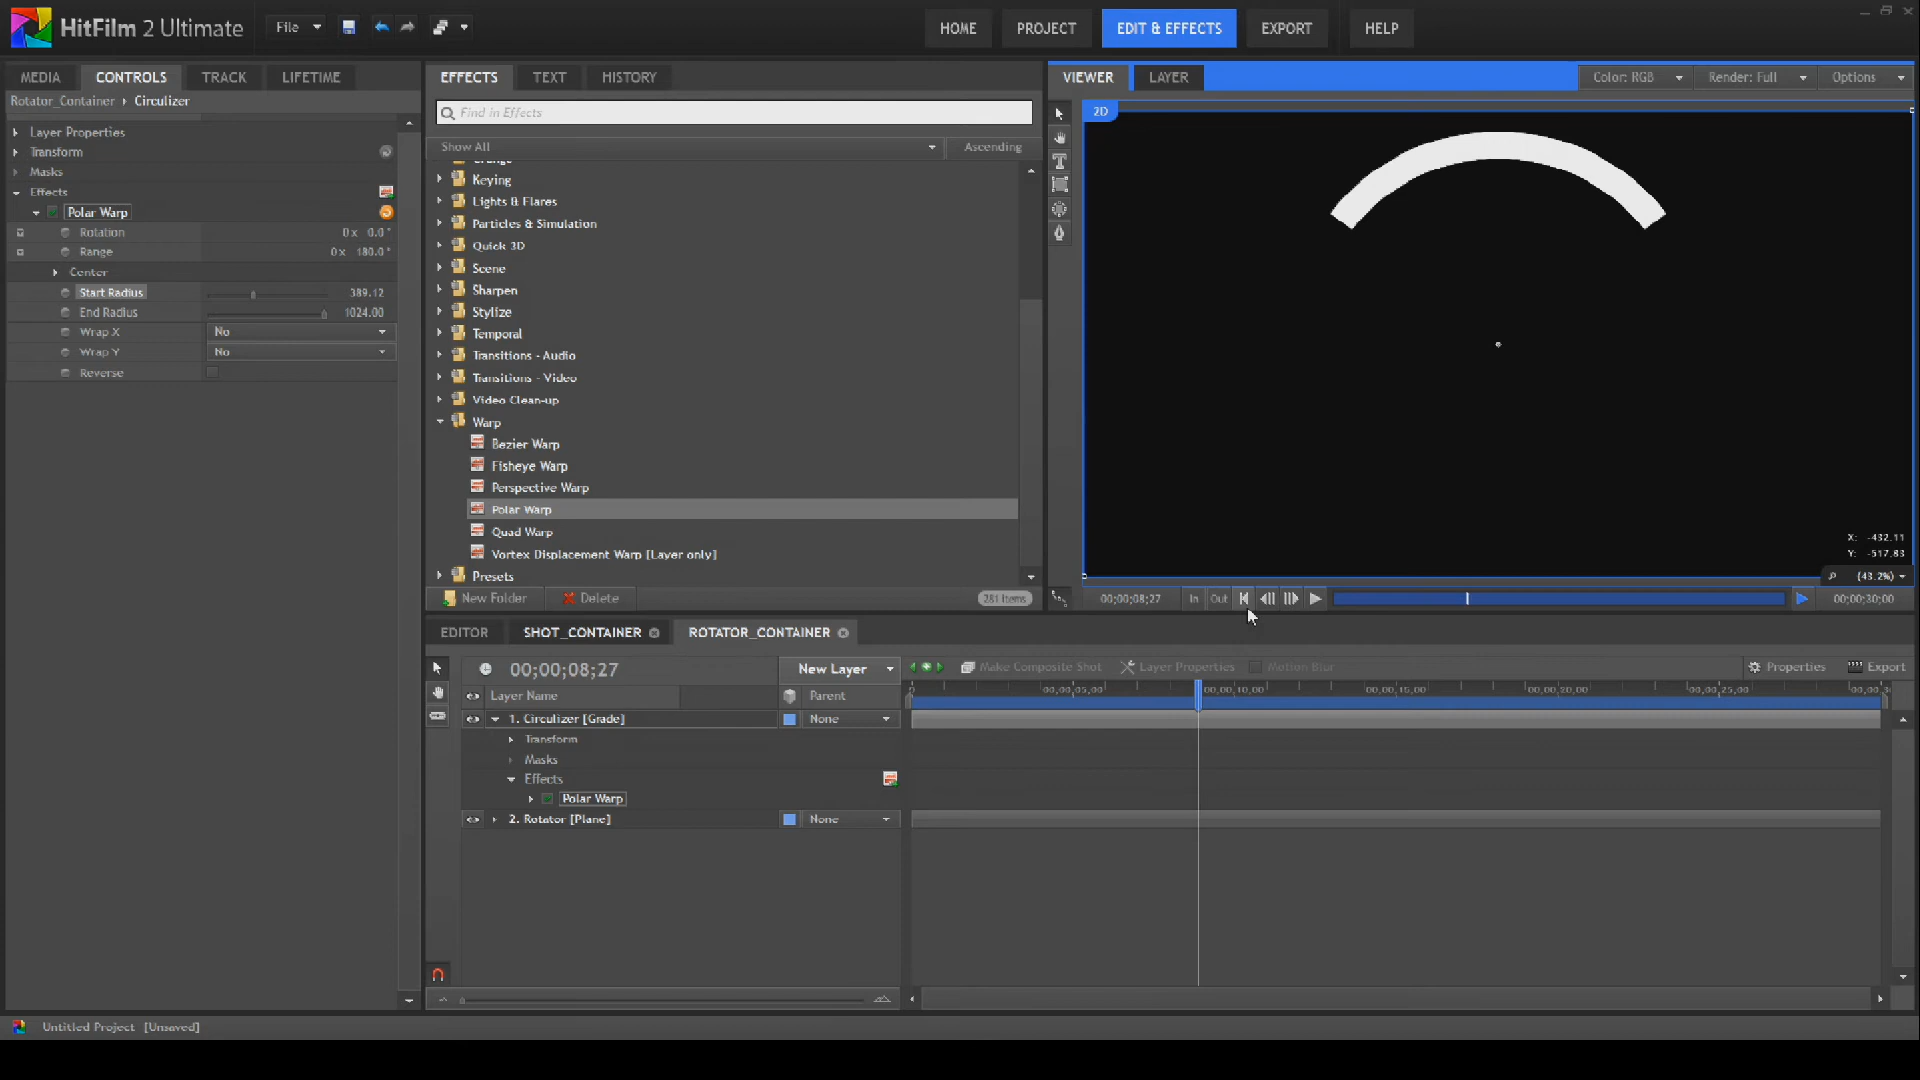 HitFilm 2 Ultimate
File
HOME
PROJECT
EDIT & EFFECTS
EXPORT
HELP
MEDIA
CONTROLS
TRACK
LIFETIME
Rotator_Container
Circulizer
Layer Properties
Transform
Masks
Effects
Polar Warp
Rotation 0x 0.0°
Range 0x 180.0°
Center
Start Radius 389.12
End Radius 1024.00
Wrap X No
Wrap Y No
Reverse
EFFECTS
TEXT
HISTORY
Find in Effects
Show All
Ascending
Keying
Lights & Flares
Particles & Simulation
Quick 3D
Scene
Sharpen
Stylize
Temporal
Transitions - Audio
Transitions - Video
Video Clean-up
Warp
Bezier Warp
Fisheye Warp
Perspective Warp
Polar Warp
Quad Warp
Vortex Displacement Warp [Layer only]
Presets
New Folder
Delete
281 Items
VIEWER
LAYER
Color: RGB
Render: Full
Options
2D
X: -432.11
Y: -517.83
(43.2%)
00;00;08;27
In
Out
00;00;30;00
EDITOR
SHOT_CONTAINER
ROTATOR_CONTAINER
00;00;08;27
New Layer
Make Composite Shot
Layer Properties
Motion Blur
Properties
Export
Layer Name
Parent
0
00;00;05;00
00;00;10;00
00;00;15;00
00;00;20;00
00;00;25;00
1. Circulizer [Grade] None
Transform
Masks
Effects
Polar Warp
2. Rotator [Plane] None
Untitled Project [Unsaved]